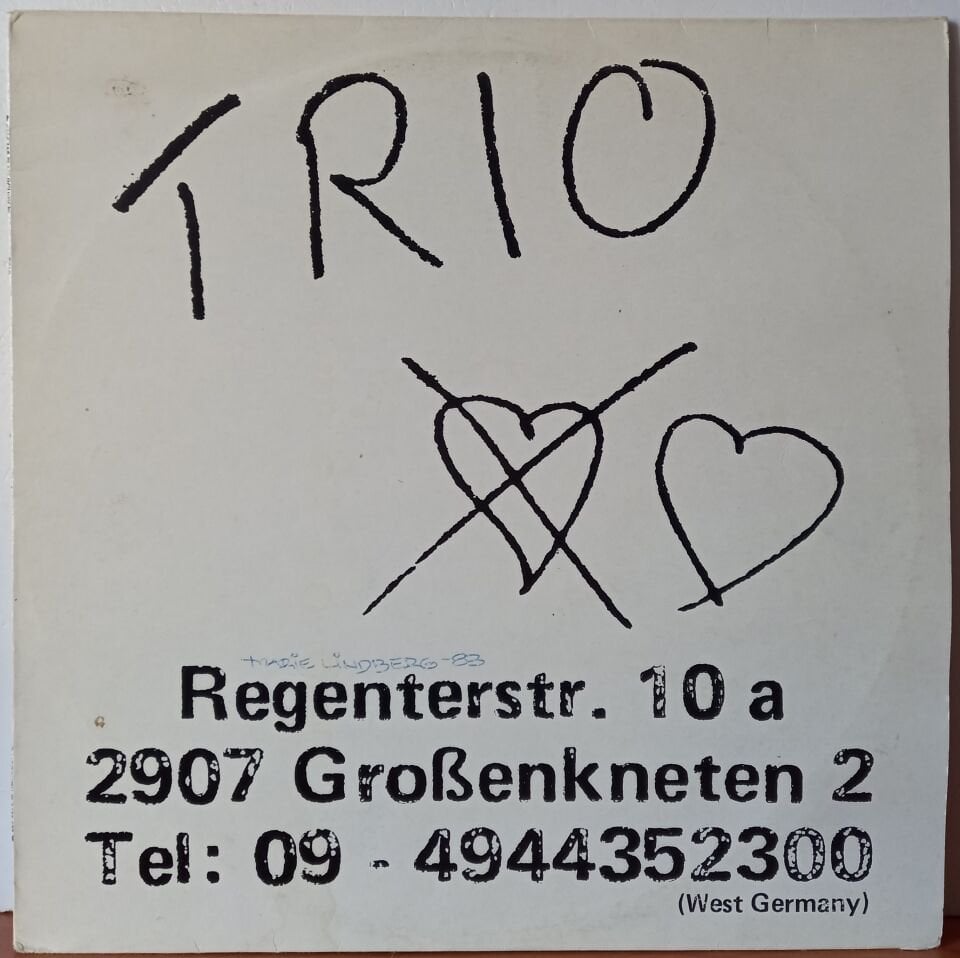 TRIO
MARIE LINDBERG-83
Regenterstr. 10 a
2907 Großenkneten 2
Tel: 09 - 4944352300
(West Germany)